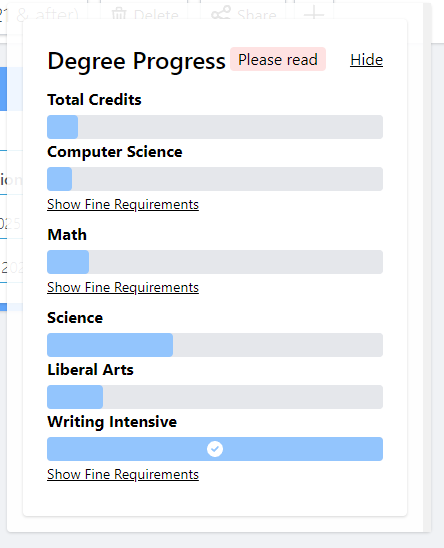 21 & after) Delete Share
Degree Progress Please read Hide
Total Credits
Computer Science
Show Fine Requirements
Math
Show Fine Requirements
Science
Liberal Arts
Writing Intensive
Show Fine Requirements